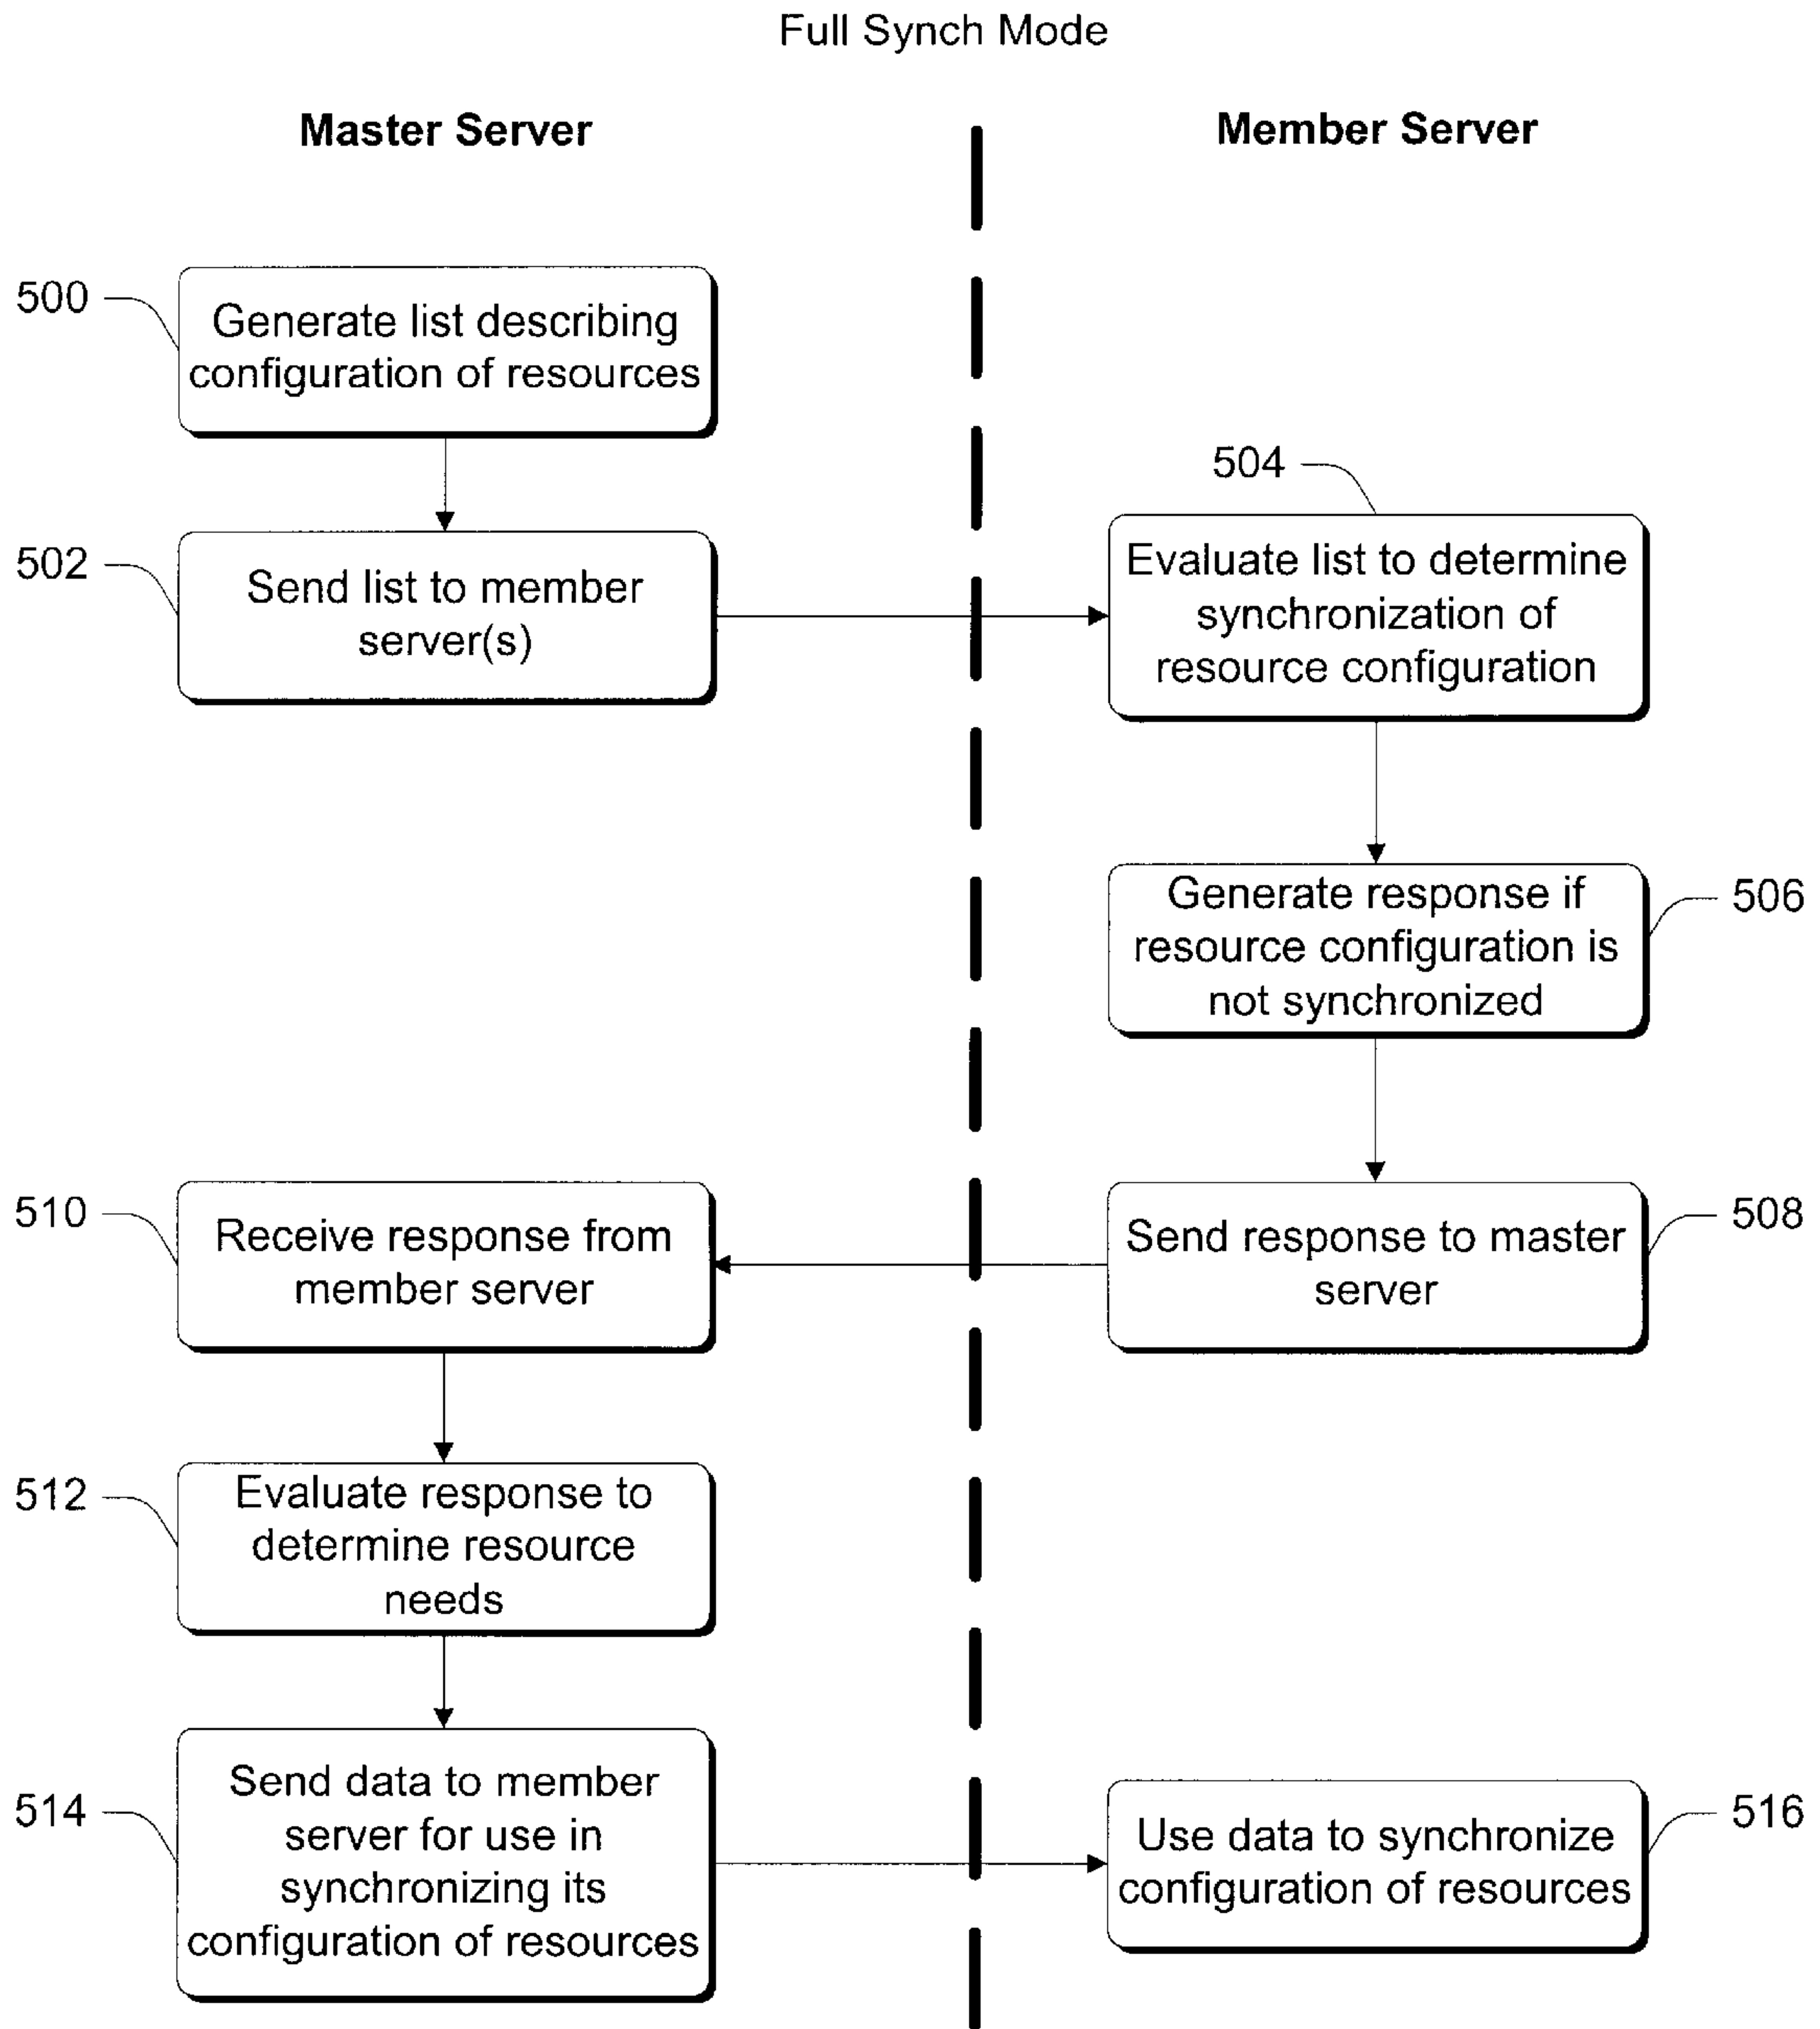 Full Synch Mode
Master Server
Member Server
500
Generate list describing
configuration of resources
502
Send list to member
server(s)
504
Evaluate list to determine
synchronization of
resource configuration
506
Generate response if
resource configuration is
not synchronized
508
Send response to master
server
510
Receive response from
member server
512
Evaluate response to
determine resource
needs
514
Send data to member
server for use in
synchronizing its
configuration of resources
516
Use data to synchronize
configuration of resources